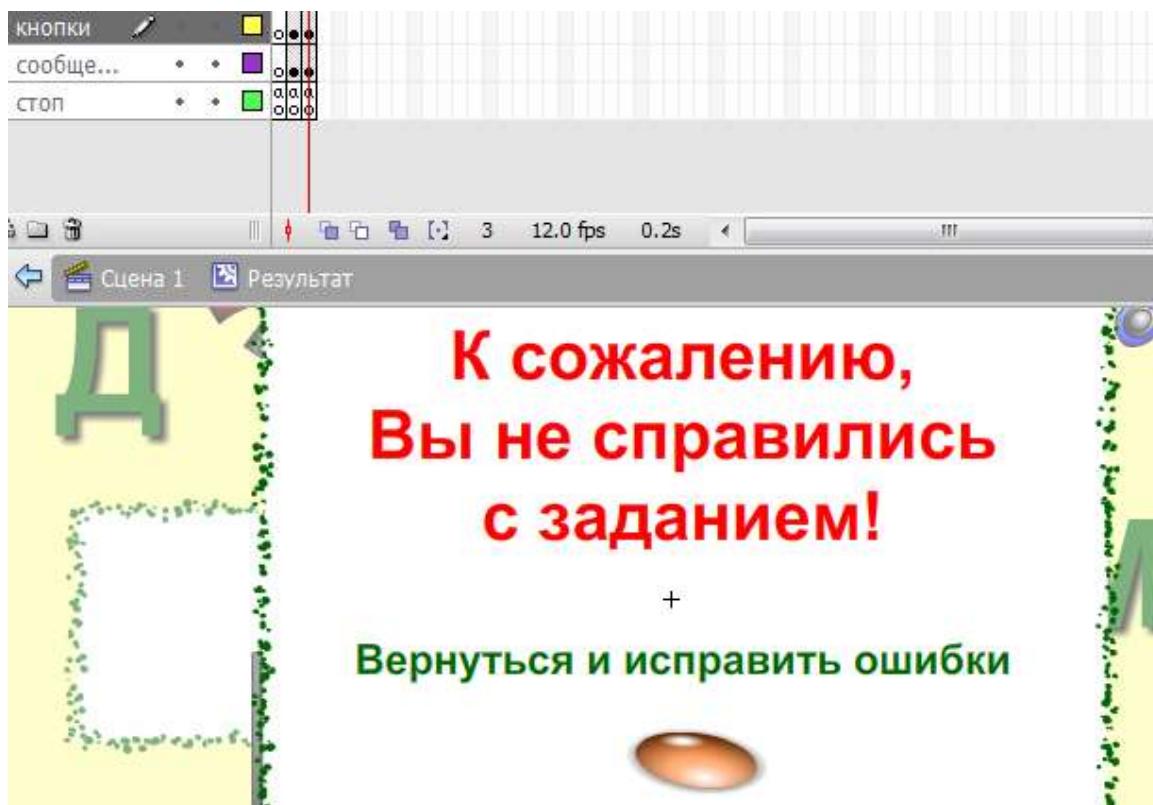 кнопки
сообще...
стоп
3 12.0 fps 0.2s
Сцена 1 Результат
Д
К сожалению,
Вы не справились
с заданием!
Вернуться и исправить ошибки